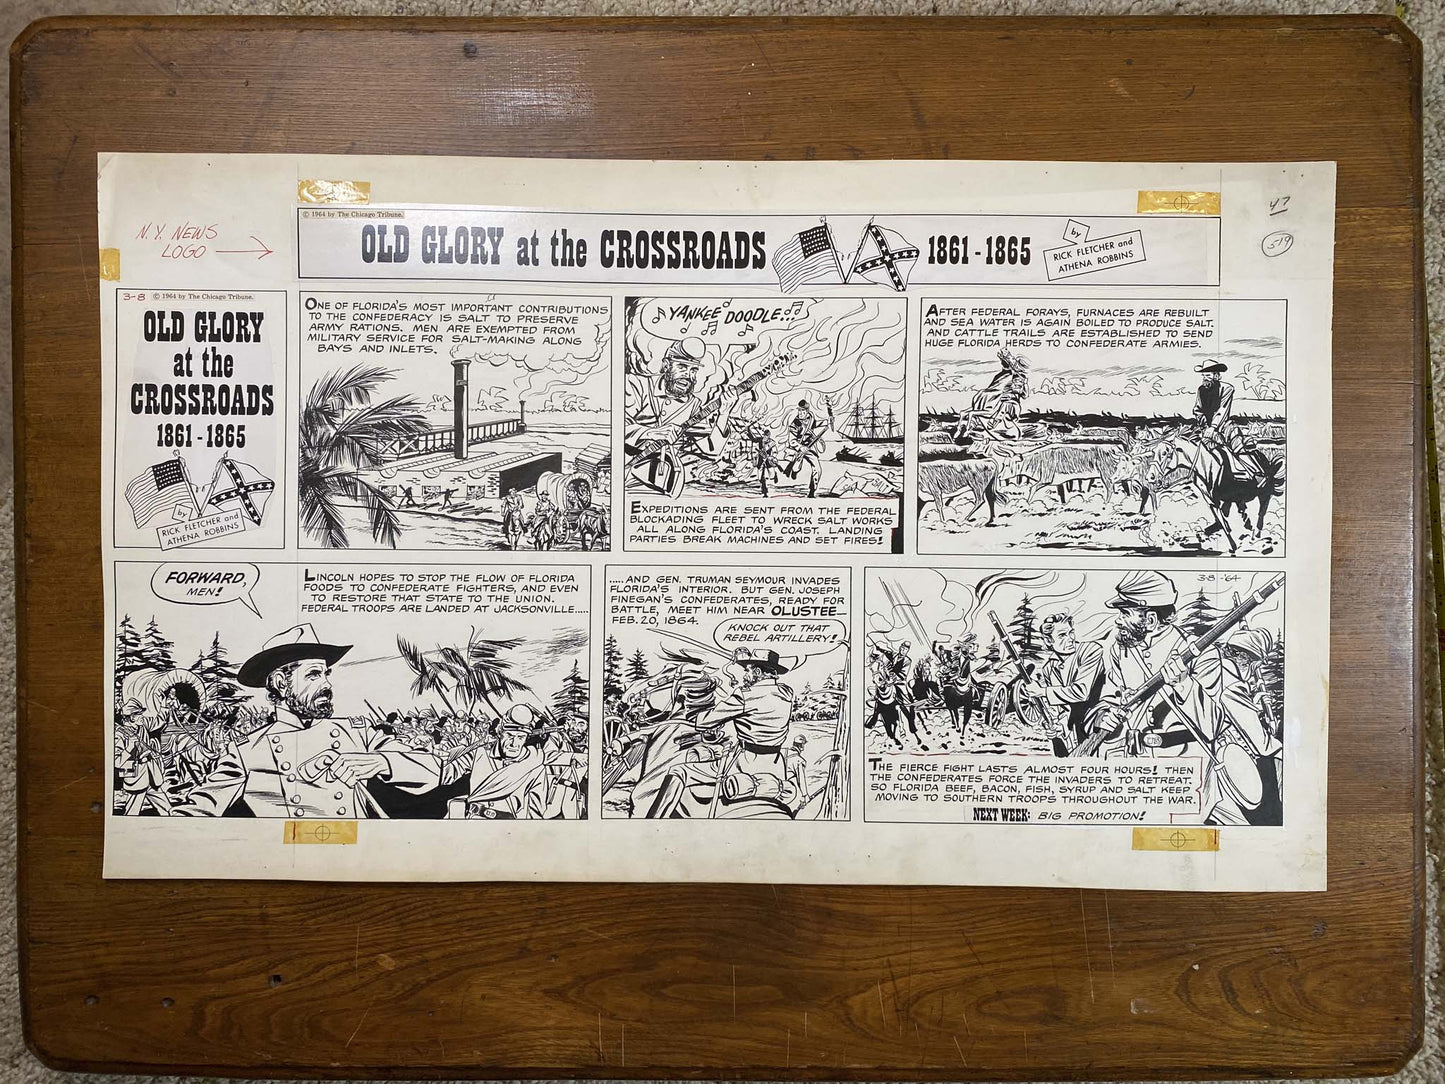 N.Y. NEWS
LOGO
© 1964 by The Chicago Tribune.
OLD GLORY at the CROSSROADS 1861-1865
by
RICK FLETCHER and
ATHENA ROBBINS
47
519
3-8 © 1964 by The Chicago Tribune.
OLD GLORY
at the
CROSSROADS
1861-1865
by
RICK FLETCHER and
ATHENA ROBBINS
ONE OF FLORIDA'S MOST IMPORTANT CONTRIBUTIONS
TO THE CONFEDERACY IS SALT TO PRESERVE
ARMY RATIONS. MEN ARE EXEMPTED FROM
MILITARY SERVICE FOR SALT-MAKING ALONG
BAYS AND INLETS.
YANKEE DOODLE...
EXPEDITIONS ARE SENT FROM THE FEDERAL
BLOCKADING FLEET TO WRECK SALT WORKS
ALL ALONG FLORIDA'S COAST. LANDING
PARTIES BREAK MACHINES AND SET FIRES!
AFTER FEDERAL FORAYS, FURNACES ARE REBUILT
AND SEA WATER IS AGAIN BOILED TO PRODUCE SALT.
AND CATTLE TRAILS ARE ESTABLISHED TO SEND
HUGE FLORIDA HERDS TO CONFEDERATE ARMIES.
FORWARD,
MEN!
LINCOLN HOPES TO STOP THE FLOW OF FLORIDA
FOODS TO CONFEDERATE FIGHTERS, AND EVEN
TO RESTORE THAT STATE TO THE UNION.
FEDERAL TROOPS ARE LANDED AT JACKSONVILLE.....
.....AND GEN. TRUMAN SEYMOUR INVADES
FLORIDA'S INTERIOR. BUT GEN. JOSEPH
FINEGAN'S CONFEDERATES, READY FOR
BATTLE, MEET HIM NEAR OLUSTEE—
FEB. 20, 1864.
KNOCK OUT THAT
REBEL ARTILLERY!
3-8-'64
THE FIERCE FIGHT LASTS ALMOST FOUR HOURS! THEN
THE CONFEDERATES FORCE THE INVADERS TO RETREAT.
SO FLORIDA BEEF, BACON, FISH, SYRUP AND SALT KEEP
MOVING TO SOUTHERN TROOPS THROUGHOUT THE WAR.
NEXT WEEK: BIG PROMOTION!